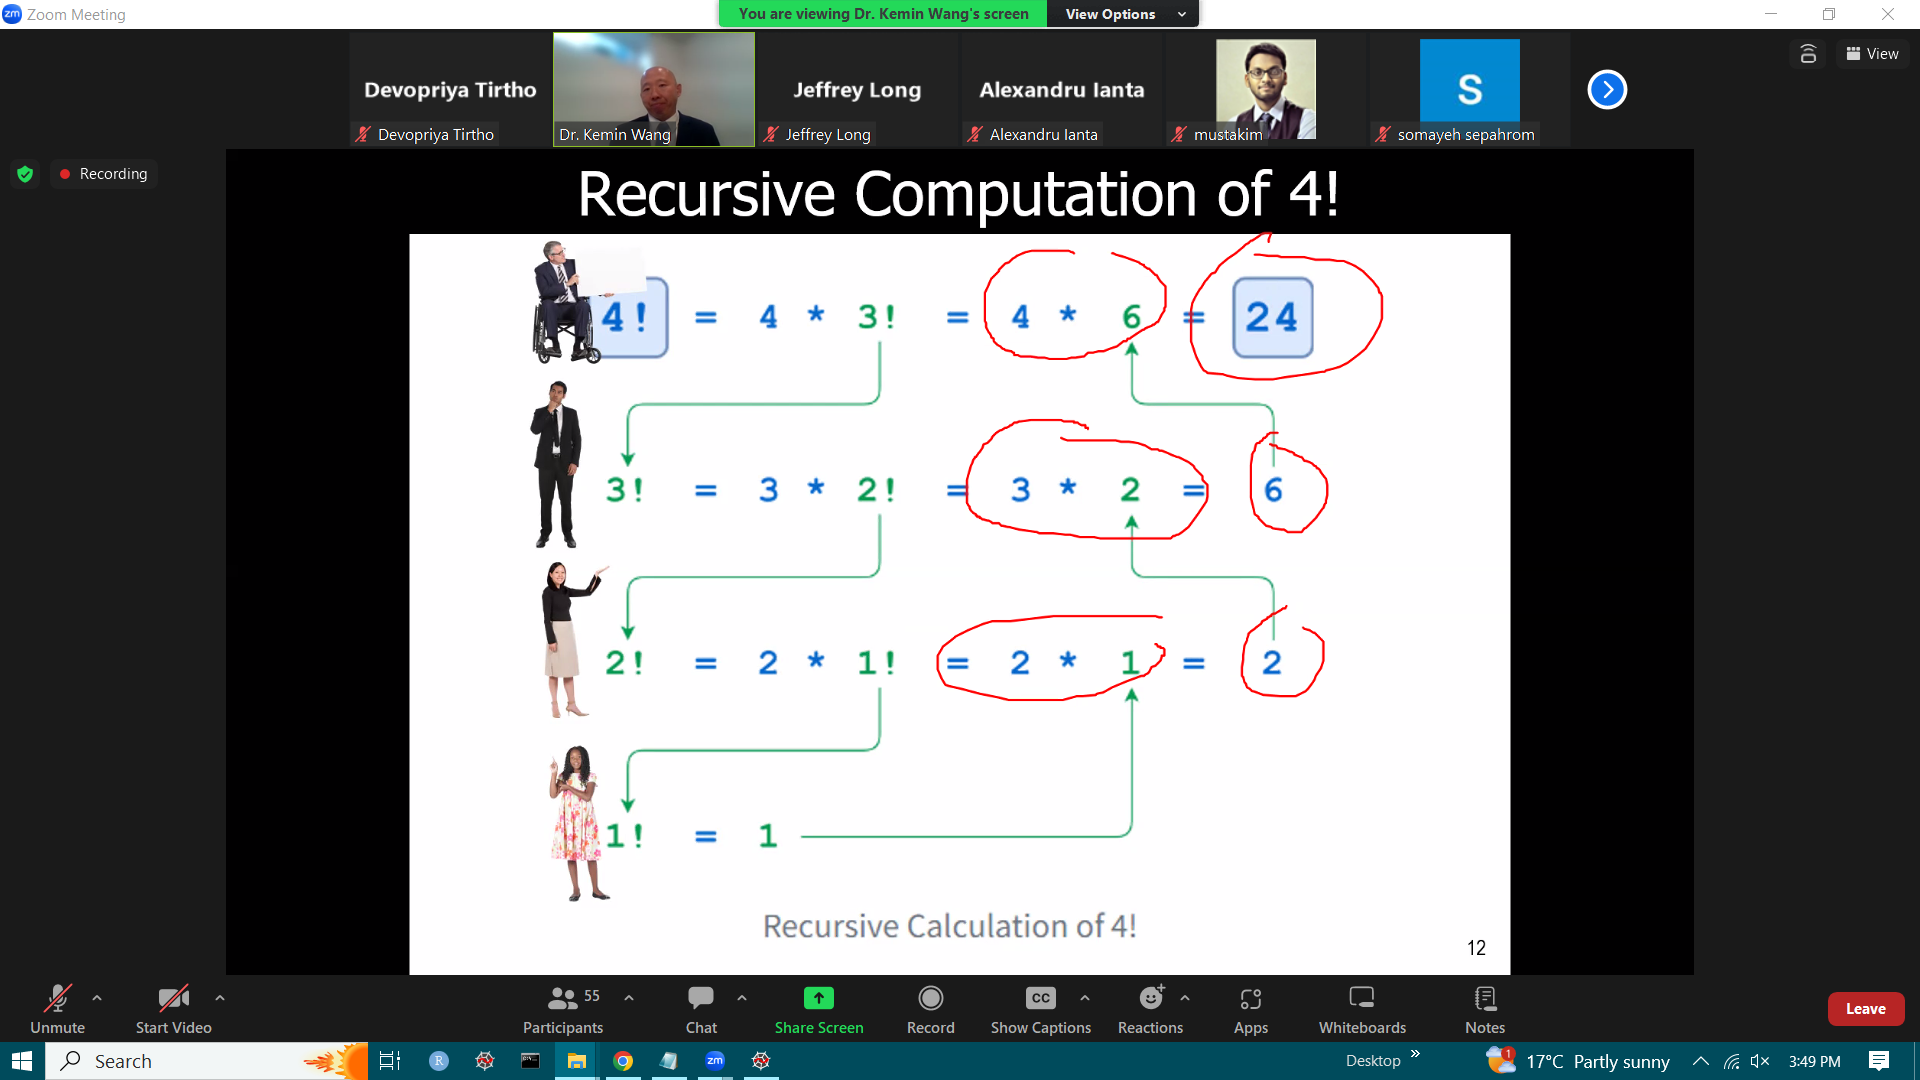 zm Zoom Meeting
You are viewing Dr. Kemin Wang's screen View Options
Devopriya Tirtho Jeffrey Long Alexandru Ianta S View
Devopriya Tirtho Dr. Kemin Wang Jeffrey Long Alexandru Ianta mustakim somayeh sepahrom
Recording
Recursive Computation of 4!
4! = 4 * 3! = 4 * 6 = 24
3! = 3 * 2! = 3 * 2 = 6
2! = 2 * 1! = 2 * 1 = 2
1! = 1
Recursive Calculation of 4!
12
55 CC
Unmute Start Video Participants Chat Share Screen Record Show Captions Reactions Apps Whiteboards Notes Leave
Search R zm Desktop » 1 17°C Partly sunny 3:49 PM